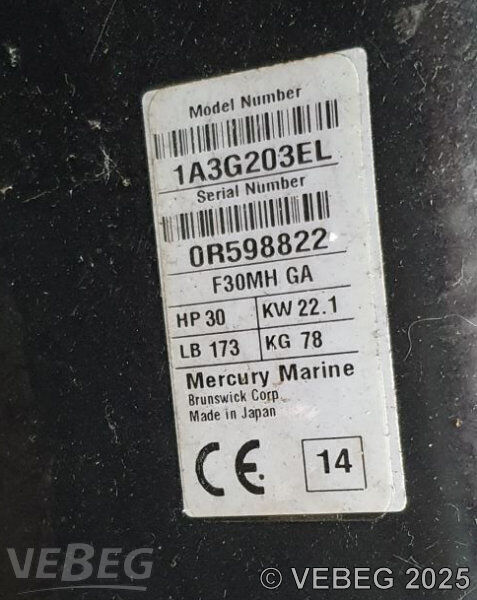 Model Number
1A3G203EL
Serial Number
0R598822
F30MH GA
HP 30 KW 22.1
LB 173 KG 78
Mercury Marine
Brunswick Corp
Made in Japan
CE 14
VEBEG
© VEBEG 2025